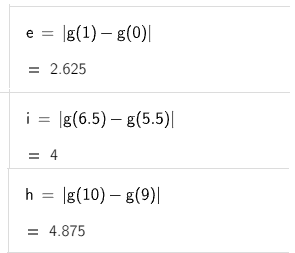 e = |g(1) – g(0)|
= 2.625
i = |g(6.5) – g(5.5)|
= 4
h = |g(10) – g(9)|
= 4.875